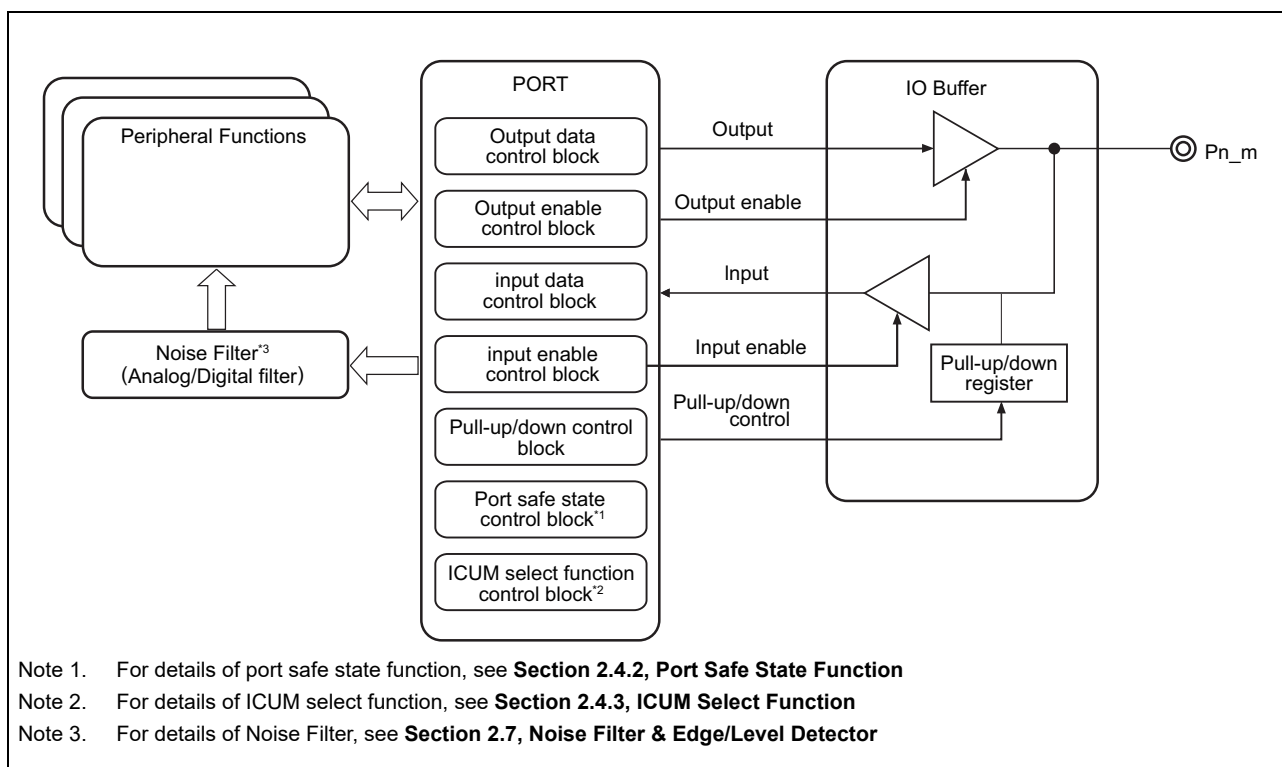 Peripheral Functions
Noise Filter*3
(Analog/Digital filter)
PORT
Output data
control block
Output enable
control block
input data
control block
input enable
control block
Pull-up/down control
block
Port safe state
control block*1
ICUM select function
control block*2
Output
Output enable
Input
Input enable
Pull-up/down
control
IO Buffer
Pull-up/down
register
Pn_m
Note 1. For details of port safe state function, see Section 2.4.2, Port Safe State Function
Note 2. For details of ICUM select function, see Section 2.4.3, ICUM Select Function
Note 3. For details of Noise Filter, see Section 2.7, Noise Filter & Edge/Level Detector